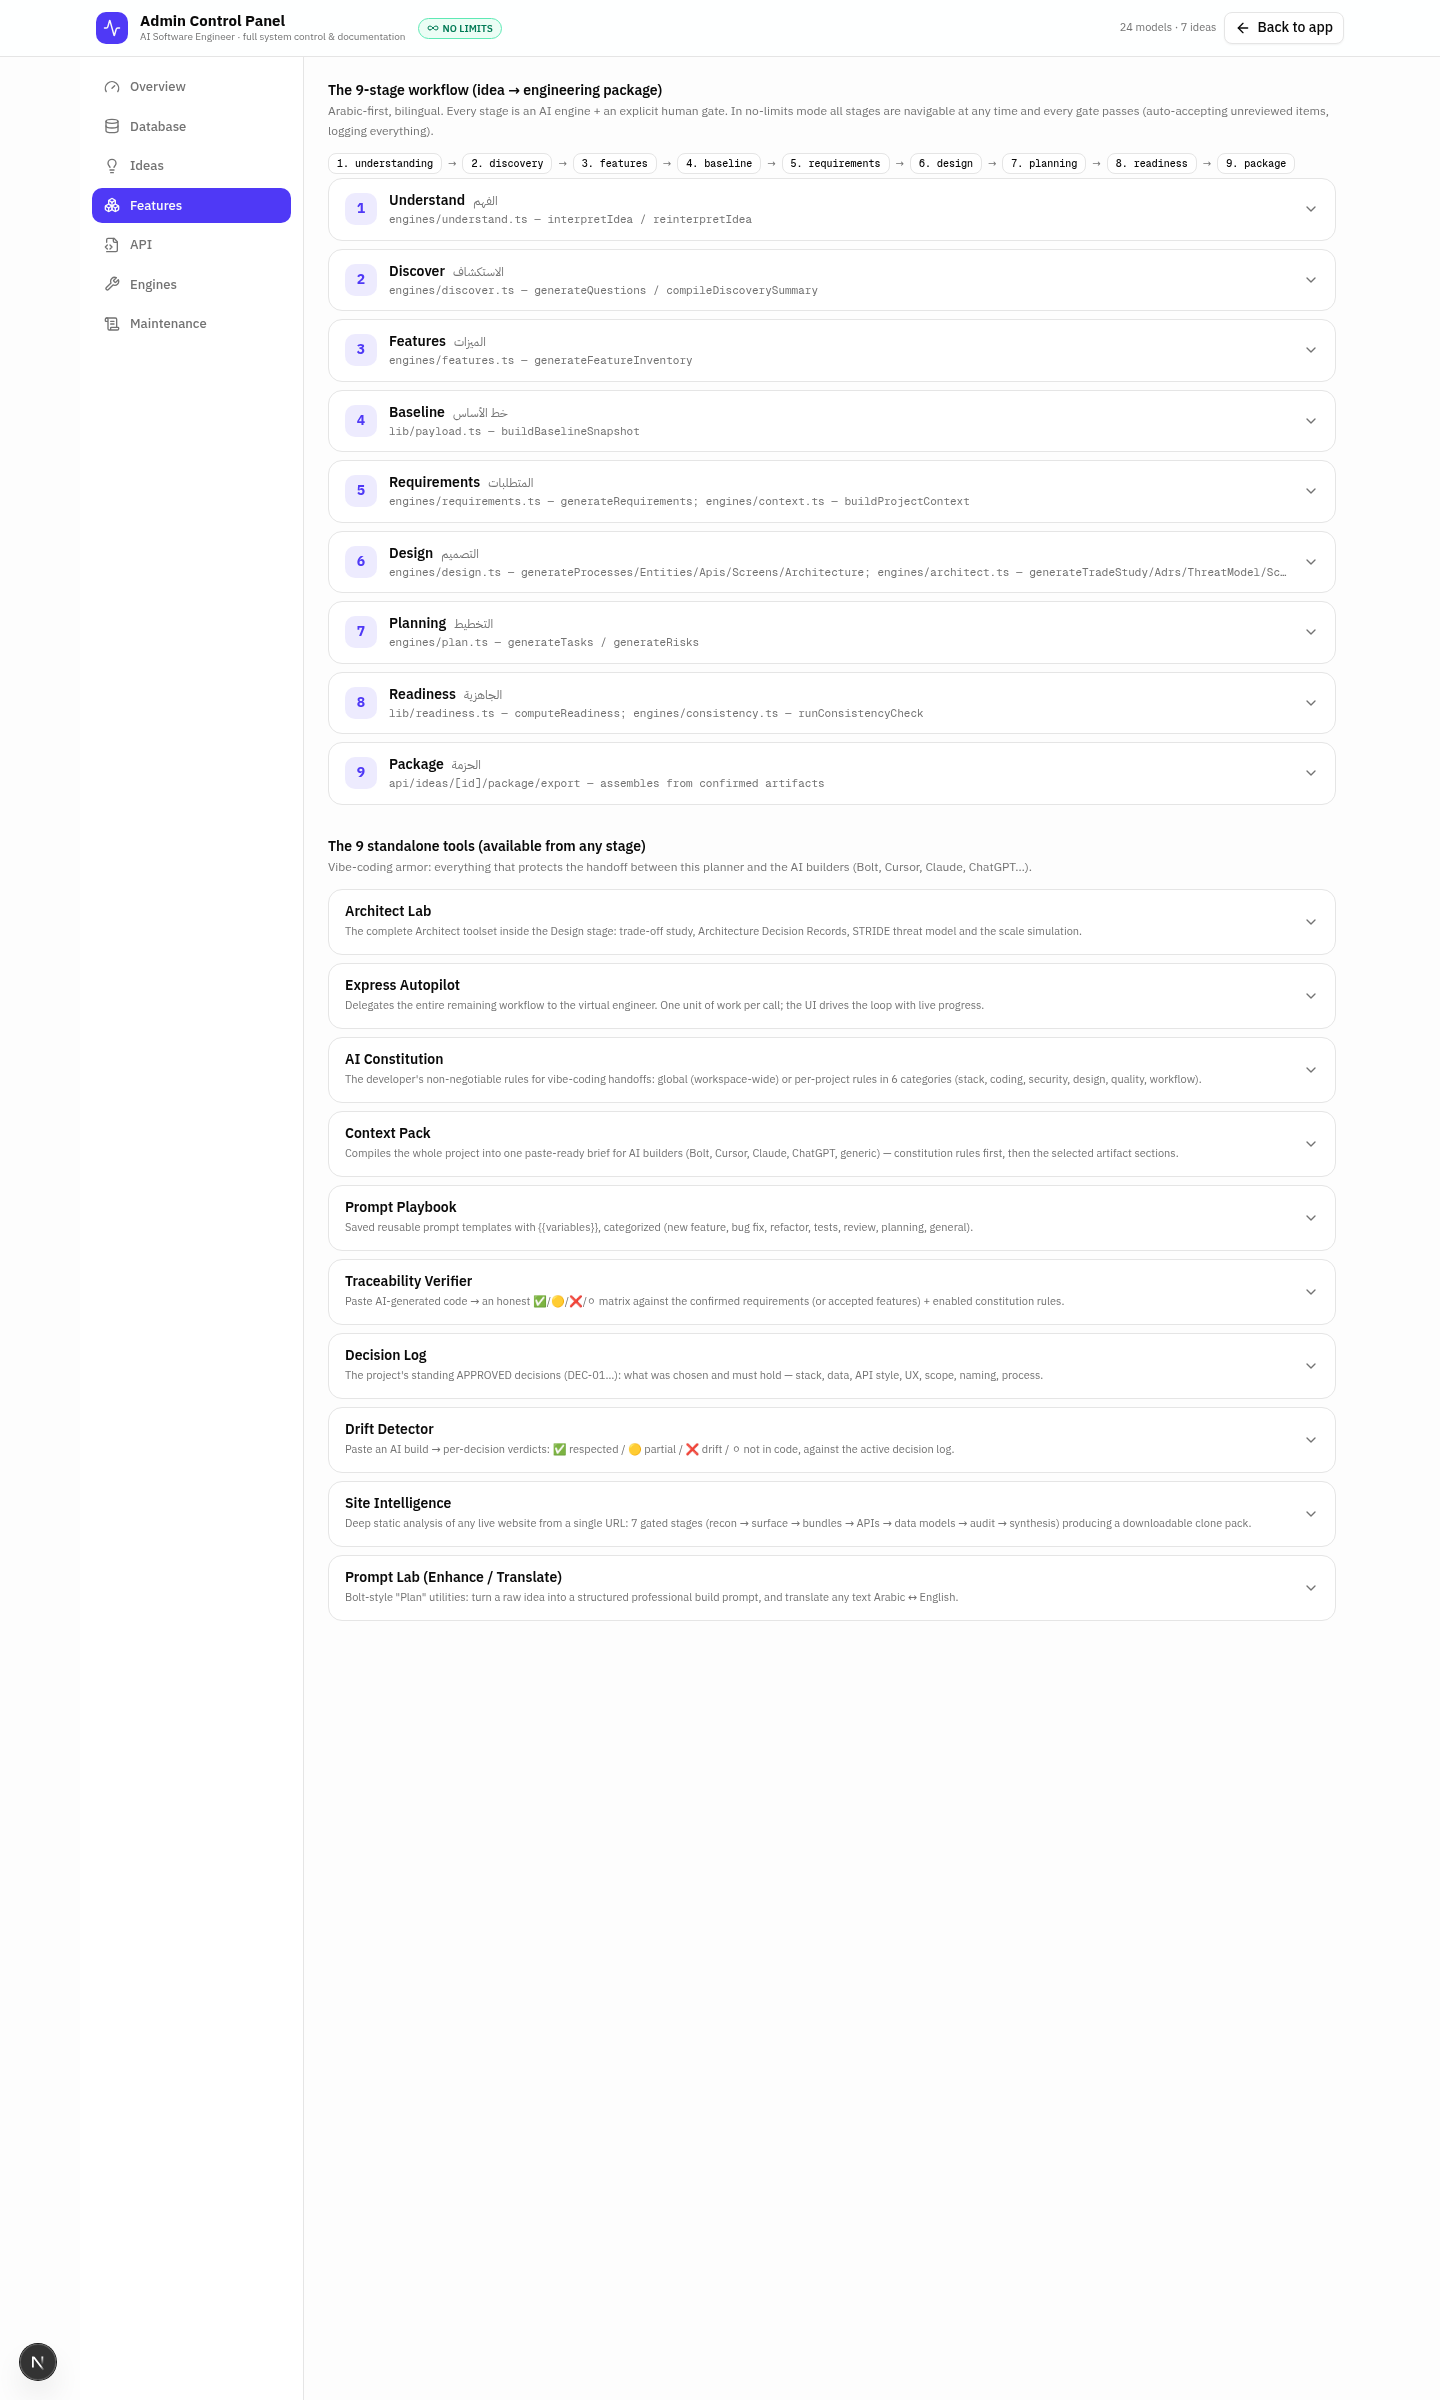 Admin Control Panel
AI Software Engineer · full system control & documentation
NO LIMITS
24 models · 7 ideas
Back to app
Overview
Database
Ideas
Features
API
Engines
Maintenance
The 9-stage workflow (idea → engineering package)
Arabic-first, bilingual. Every stage is an AI engine + an explicit human gate. In no-limits mode all stages are navigable at any time and every gate passes (auto-accepting unreviewed items,
logging everything).
1. understanding → 2. discovery → 3. features → 4. baseline → 5. requirements → 6. design → 7. planning → 8. readiness → 9. package
1
Understand الفهم
engines/understand.ts — interpretIdea / reinterpretIdea
2
Discover الاستكشاف
engines/discover.ts — generateQuestions / compileDiscoverySummary
3
Features الميزات
engines/features.ts — generateFeatureInventory
4
Baseline خط الأساس
lib/payload.ts — buildBaselineSnapshot
5
Requirements المتطلبات
engines/requirements.ts — generateRequirements; engines/context.ts — buildProjectContext
6
Design التصميم
engines/design.ts — generateProcesses/Entities/Apis/Screens/Architecture; engines/architect.ts — generateTradeStudy/Adrs/ThreatModel/Sc…
7
Planning التخطيط
engines/plan.ts — generateTasks / generateRisks
8
Readiness الجاهزية
lib/readiness.ts — computeReadiness; engines/consistency.ts — runConsistencyCheck
9
Package الحزمة
api/ideas/[id]/package/export — assembles from confirmed artifacts
The 9 standalone tools (available from any stage)
Vibe-coding armor: everything that protects the handoff between this planner and the AI builders (Bolt, Cursor, Claude, ChatGPT…).
Architect Lab
The complete Architect toolset inside the Design stage: trade-off study, Architecture Decision Records, STRIDE threat model and the scale simulation.
Express Autopilot
Delegates the entire remaining workflow to the virtual engineer. One unit of work per call; the UI drives the loop with live progress.
AI Constitution
The developer's non-negotiable rules for vibe-coding handoffs: global (workspace-wide) or per-project rules in 6 categories (stack, coding, security, design, quality, workflow).
Context Pack
Compiles the whole project into one paste-ready brief for AI builders (Bolt, Cursor, Claude, ChatGPT, generic) — constitution rules first, then the selected artifact sections.
Prompt Playbook
Saved reusable prompt templates with {{variables}}, categorized (new feature, bug fix, refactor, tests, review, planning, general).
Traceability Verifier
Paste AI-generated code → an honest ✅/🟡/❌/⚪ matrix against the confirmed requirements (or accepted features) + enabled constitution rules.
Decision Log
The project's standing APPROVED decisions (DEC-01…): what was chosen and must hold — stack, data, API style, UX, scope, naming, process.
Drift Detector
Paste an AI build → per-decision verdicts: ✅ respected / 🟡 partial / ❌ drift / ⚪ not in code, against the active decision log.
Site Intelligence
Deep static analysis of any live website from a single URL: 7 gated stages (recon → surface → bundles → APIs → data models → audit → synthesis) producing a downloadable clone pack.
Prompt Lab (Enhance / Translate)
Bolt-style "Plan" utilities: turn a raw idea into a structured professional build prompt, and translate any text Arabic ↔ English.
N